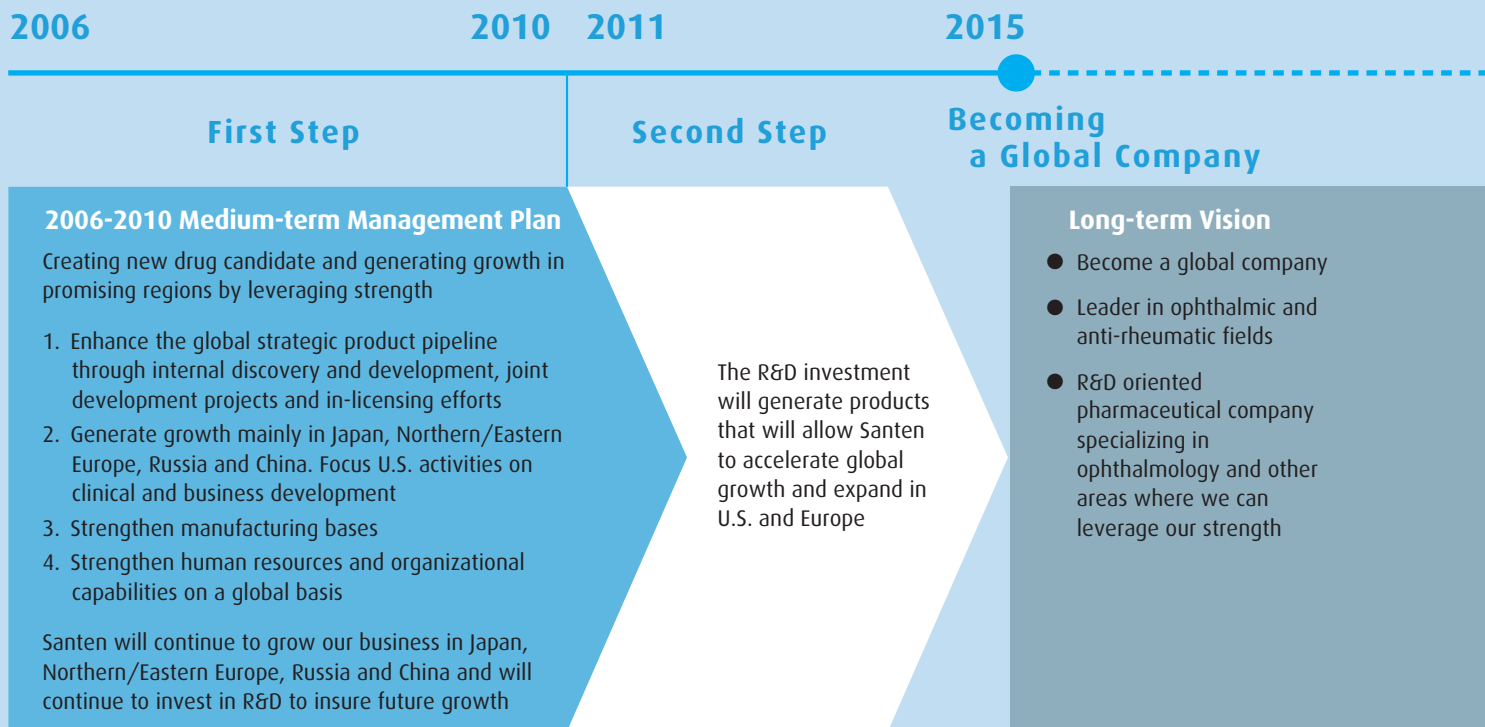 2006
2010
2011
2015
First Step
Second Step
Becoming
a Global Company
2006-2010 Medium-term Management Plan
Creating new drug candidate and generating growth in
promising regions by leveraging strength
1. Enhance the global strategic product pipeline
through internal discovery and development, joint
development projects and in-licensing efforts
2. Generate growth mainly in Japan, Northern/Eastern
Europe, Russia and China. Focus U.S. activities on
clinical and business development
3. Strengthen manufacturing bases
4. Strengthen human resources and organizational
capabilities on a global basis
Santen will continue to grow our business in Japan,
Northern/Eastern Europe, Russia and China and will
continue to invest in R&D to insure future growth
The R&D investment
will generate products
that will allow Santen
to accelerate global
growth and expand in
U.S. and Europe
Long-term Vision
● Become a global company
● Leader in ophthalmic and
anti-rheumatic fields
● R&D oriented
pharmaceutical company
specializing in
ophthalmology and other
areas where we can
leverage our strength